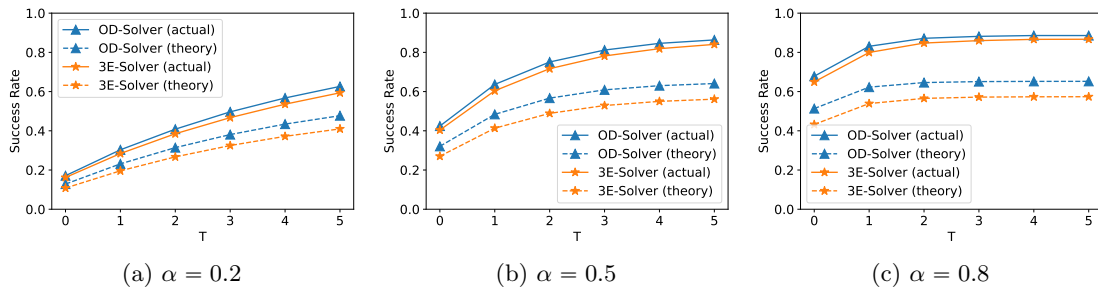 1.0
0.8
0.6
0.4
0.2
0.0
Success Rate
OD-Solver (actual)
OD-Solver (theory)
3E-Solver (actual)
3E-Solver (theory)
0 1 2 3 4 5
T
(a) α = 0.2
1.0
0.8
0.6
0.4
0.2
0.0
Success Rate
OD-Solver (actual)
OD-Solver (theory)
3E-Solver (actual)
3E-Solver (theory)
0 1 2 3 4 5
T
(b) α = 0.5
1.0
0.8
0.6
0.4
0.2
0.0
Success Rate
OD-Solver (actual)
OD-Solver (theory)
3E-Solver (actual)
3E-Solver (theory)
0 1 2 3 4 5
T
(c) α = 0.8